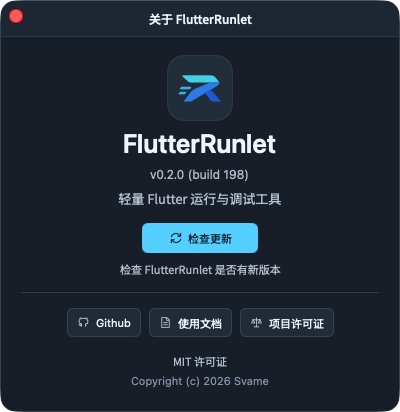 关于 FlutterRunlet
FlutterRunlet
v0.2.0 (build 198)
轻量 Flutter 运行与调试工具
检查更新
检查 FlutterRunlet 是否有新版本
Github 使用文档 项目许可证
MIT 许可证
Copyright (c) 2026 Svame